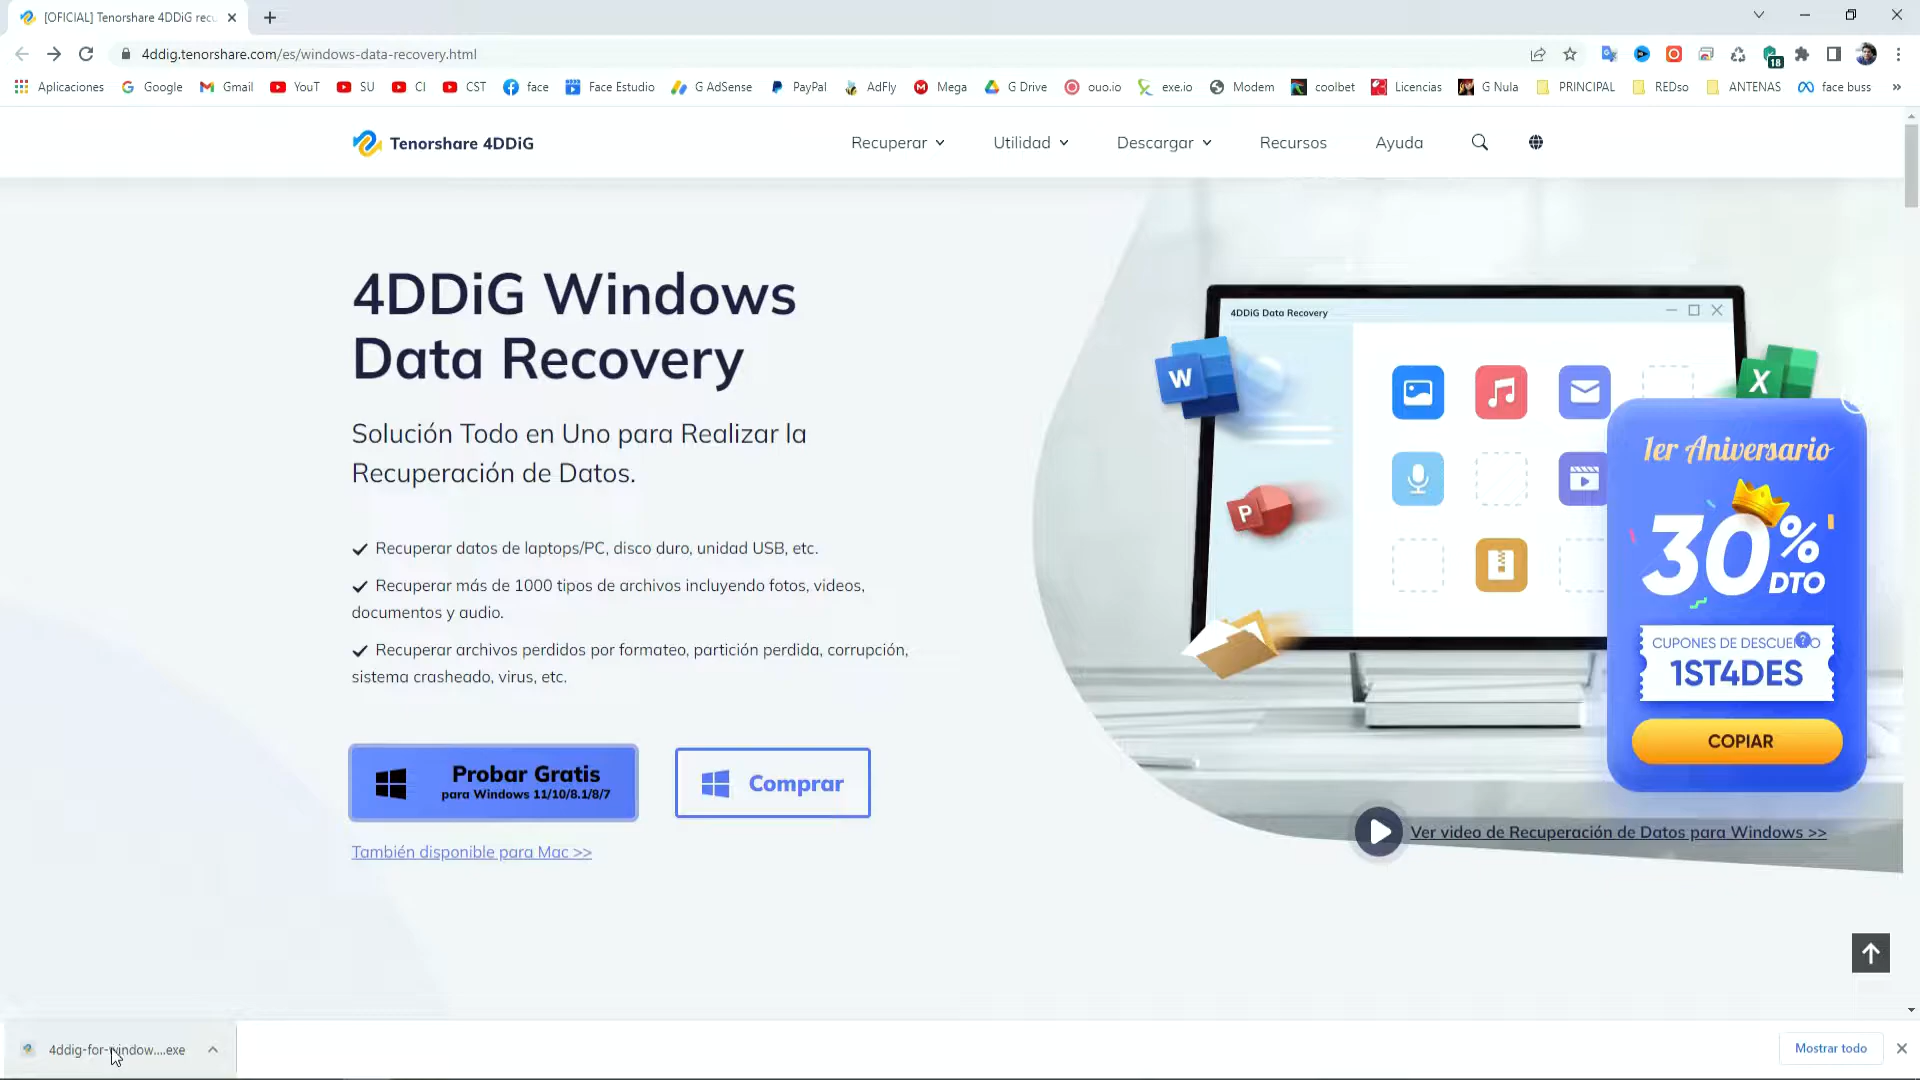 [OFICIAL] Tenorshare 4DDiG recu
4ddig.tenorshare.com/es/windows-data-recovery.html
18
Aplicaciones Google Gmail YouT SU CI CST face Face Estudio G AdSense PayPal AdFly Mega G Drive ouo.io exe.io Modem coolbet Licencias G Nula PRINCIPAL REDso ANTENAS face buss »
Tenorshare 4DDiG Recuperar Utilidad Descargar Recursos Ayuda
4DDiG Windows
Data Recovery
Solución Todo en Uno para Realizar la
Recuperación de Datos.
Recuperar datos de laptops/PC, disco duro, unidad USB, etc.
Recuperar más de 1000 tipos de archivos incluyendo fotos, videos,
documentos y audio.
Recuperar archivos perdidos por formateo, partición perdida, corrupción,
sistema crasheado, virus, etc.
Probar Gratis
para Windows 11/10/8.1/8/7
Comprar
También disponible para Mac >>
4DDiG Data Recovery
W
X
P
1er Aniversario
30%
DTO
CUPONES DE DESCUENTO
?
1ST4DES
COPIAR
Ver video de Recuperación de Datos para Windows >>
4ddig-for-window....exe
Mostrar todo